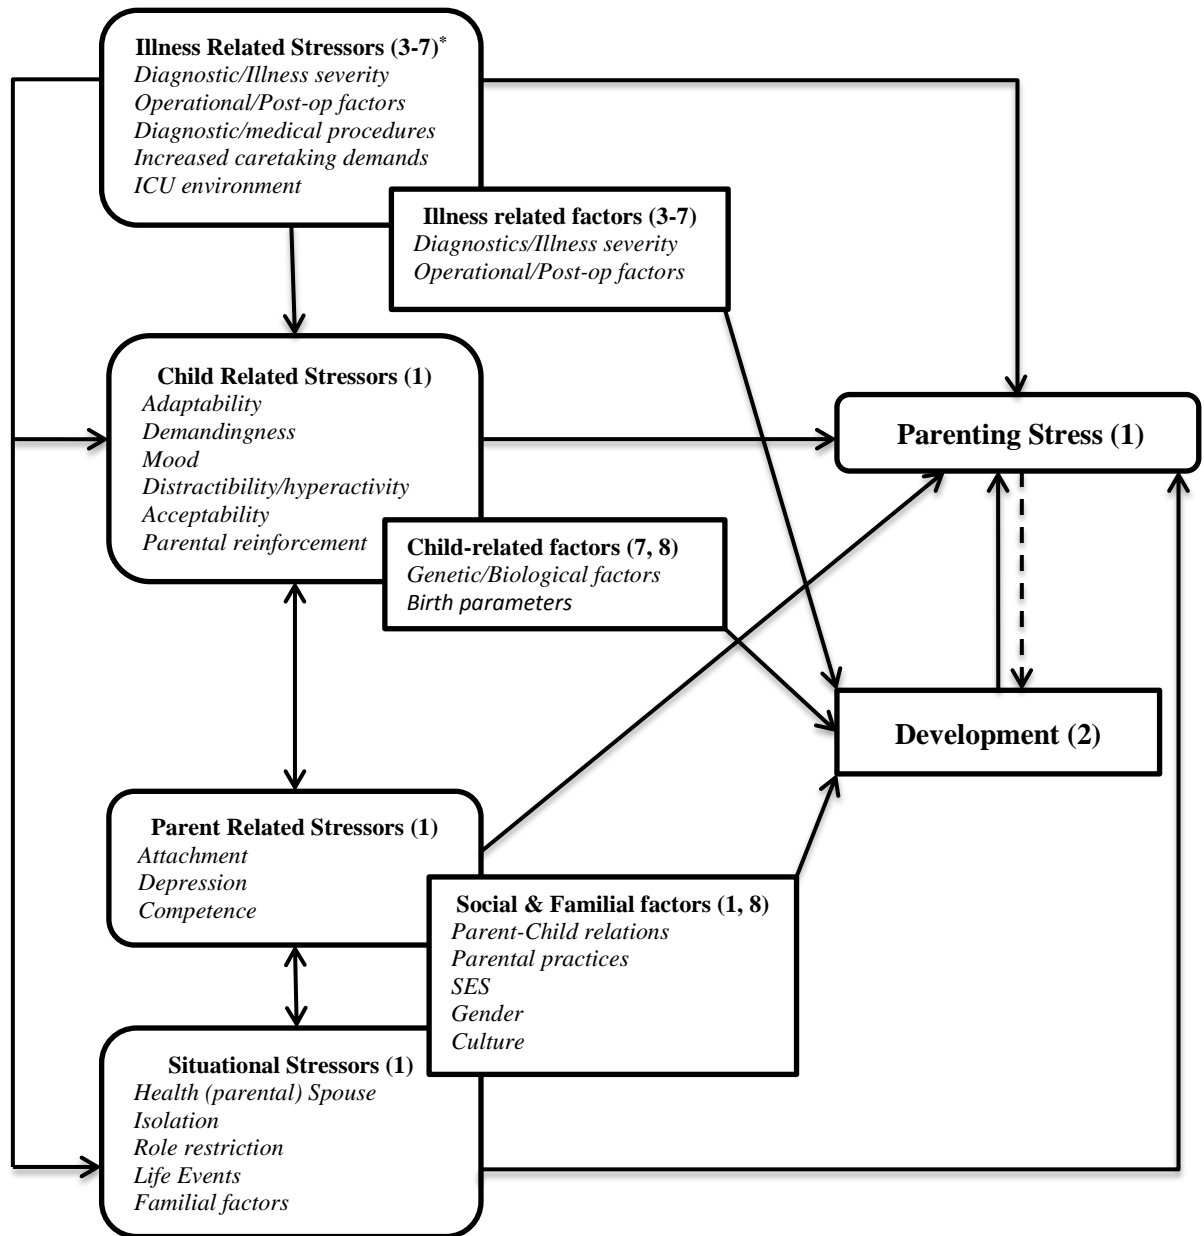 Illness Related Stressors (3-7)*
Diagnostic/Illness severity
Operational/Post-op factors
Diagnostic/medical procedures
Increased caretaking demands
ICU environment
Illness related factors (3-7)
Diagnostics/Illness severity
Operational/Post-op factors
Child Related Stressors (1)
Adaptability
Demandingness
Mood
Distractibility/hyperactivity
Acceptability
Parental reinforcement
Child-related factors (7, 8)
Genetic/Biological factors
Birth parameters
Parenting Stress (1)
Development (2)
Parent Related Stressors (1)
Attachment
Depression
Competence
Social & Familial factors (1, 8)
Parent-Child relations
Parental practices
SES
Gender
Culture
Situational Stressors (1)
Health (parental) Spouse
Isolation
Role restriction
Life Events
Familial factors